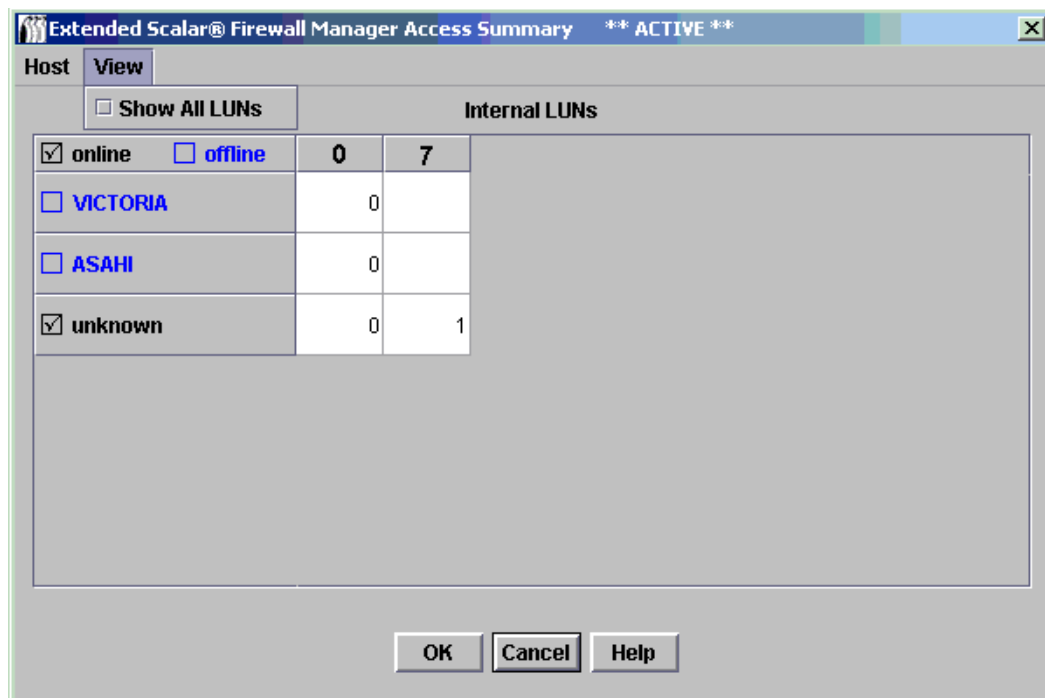 Extended Scalar® Firewall Manager Access Summary ** ACTIVE **
Host View
Show All LUNs
Internal LUNs
online offline 0 7
VICTORIA 0
ASAHI 0
unknown 0 1
OK Cancel Help